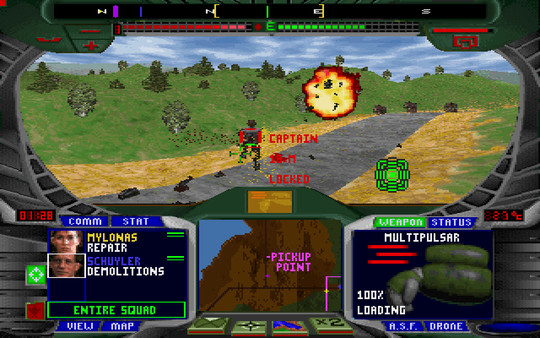 W N E S
E
CAPTAIN
LOCKED
COMM STAT
MYLONAS
REPAIR
SCHUYLER
DEMOLITIONS
ENTIRE SQUAD
VIEW MAP
-PICKUP
POINT
X2
WEAPON STATUS
MULTIPULSAR
100%
LOADING
A.S.F. DRONE